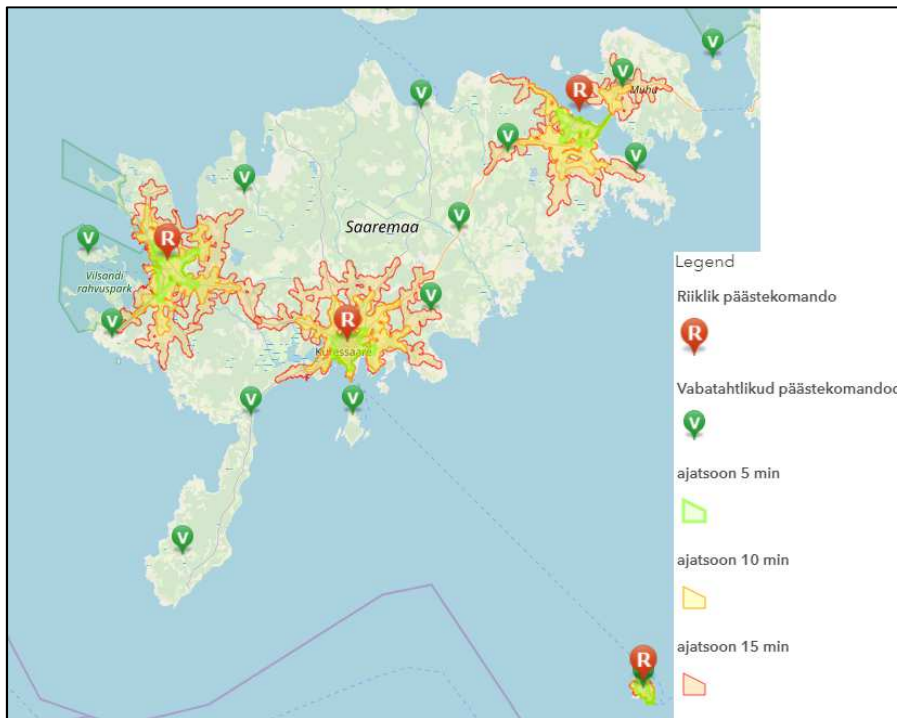 V
V
R
V
Muhu
V
V
V
V
Saaremaa
R
V
Vilsandi
rahvuspark
V
V
R
Kuressaare
V
V
V
R
Legend
Riiklik päästekomando
R
Vabatahtlikud päästekomandod
V
ajatsoon 5 min
ajatsoon 10 min
ajatsoon 15 min